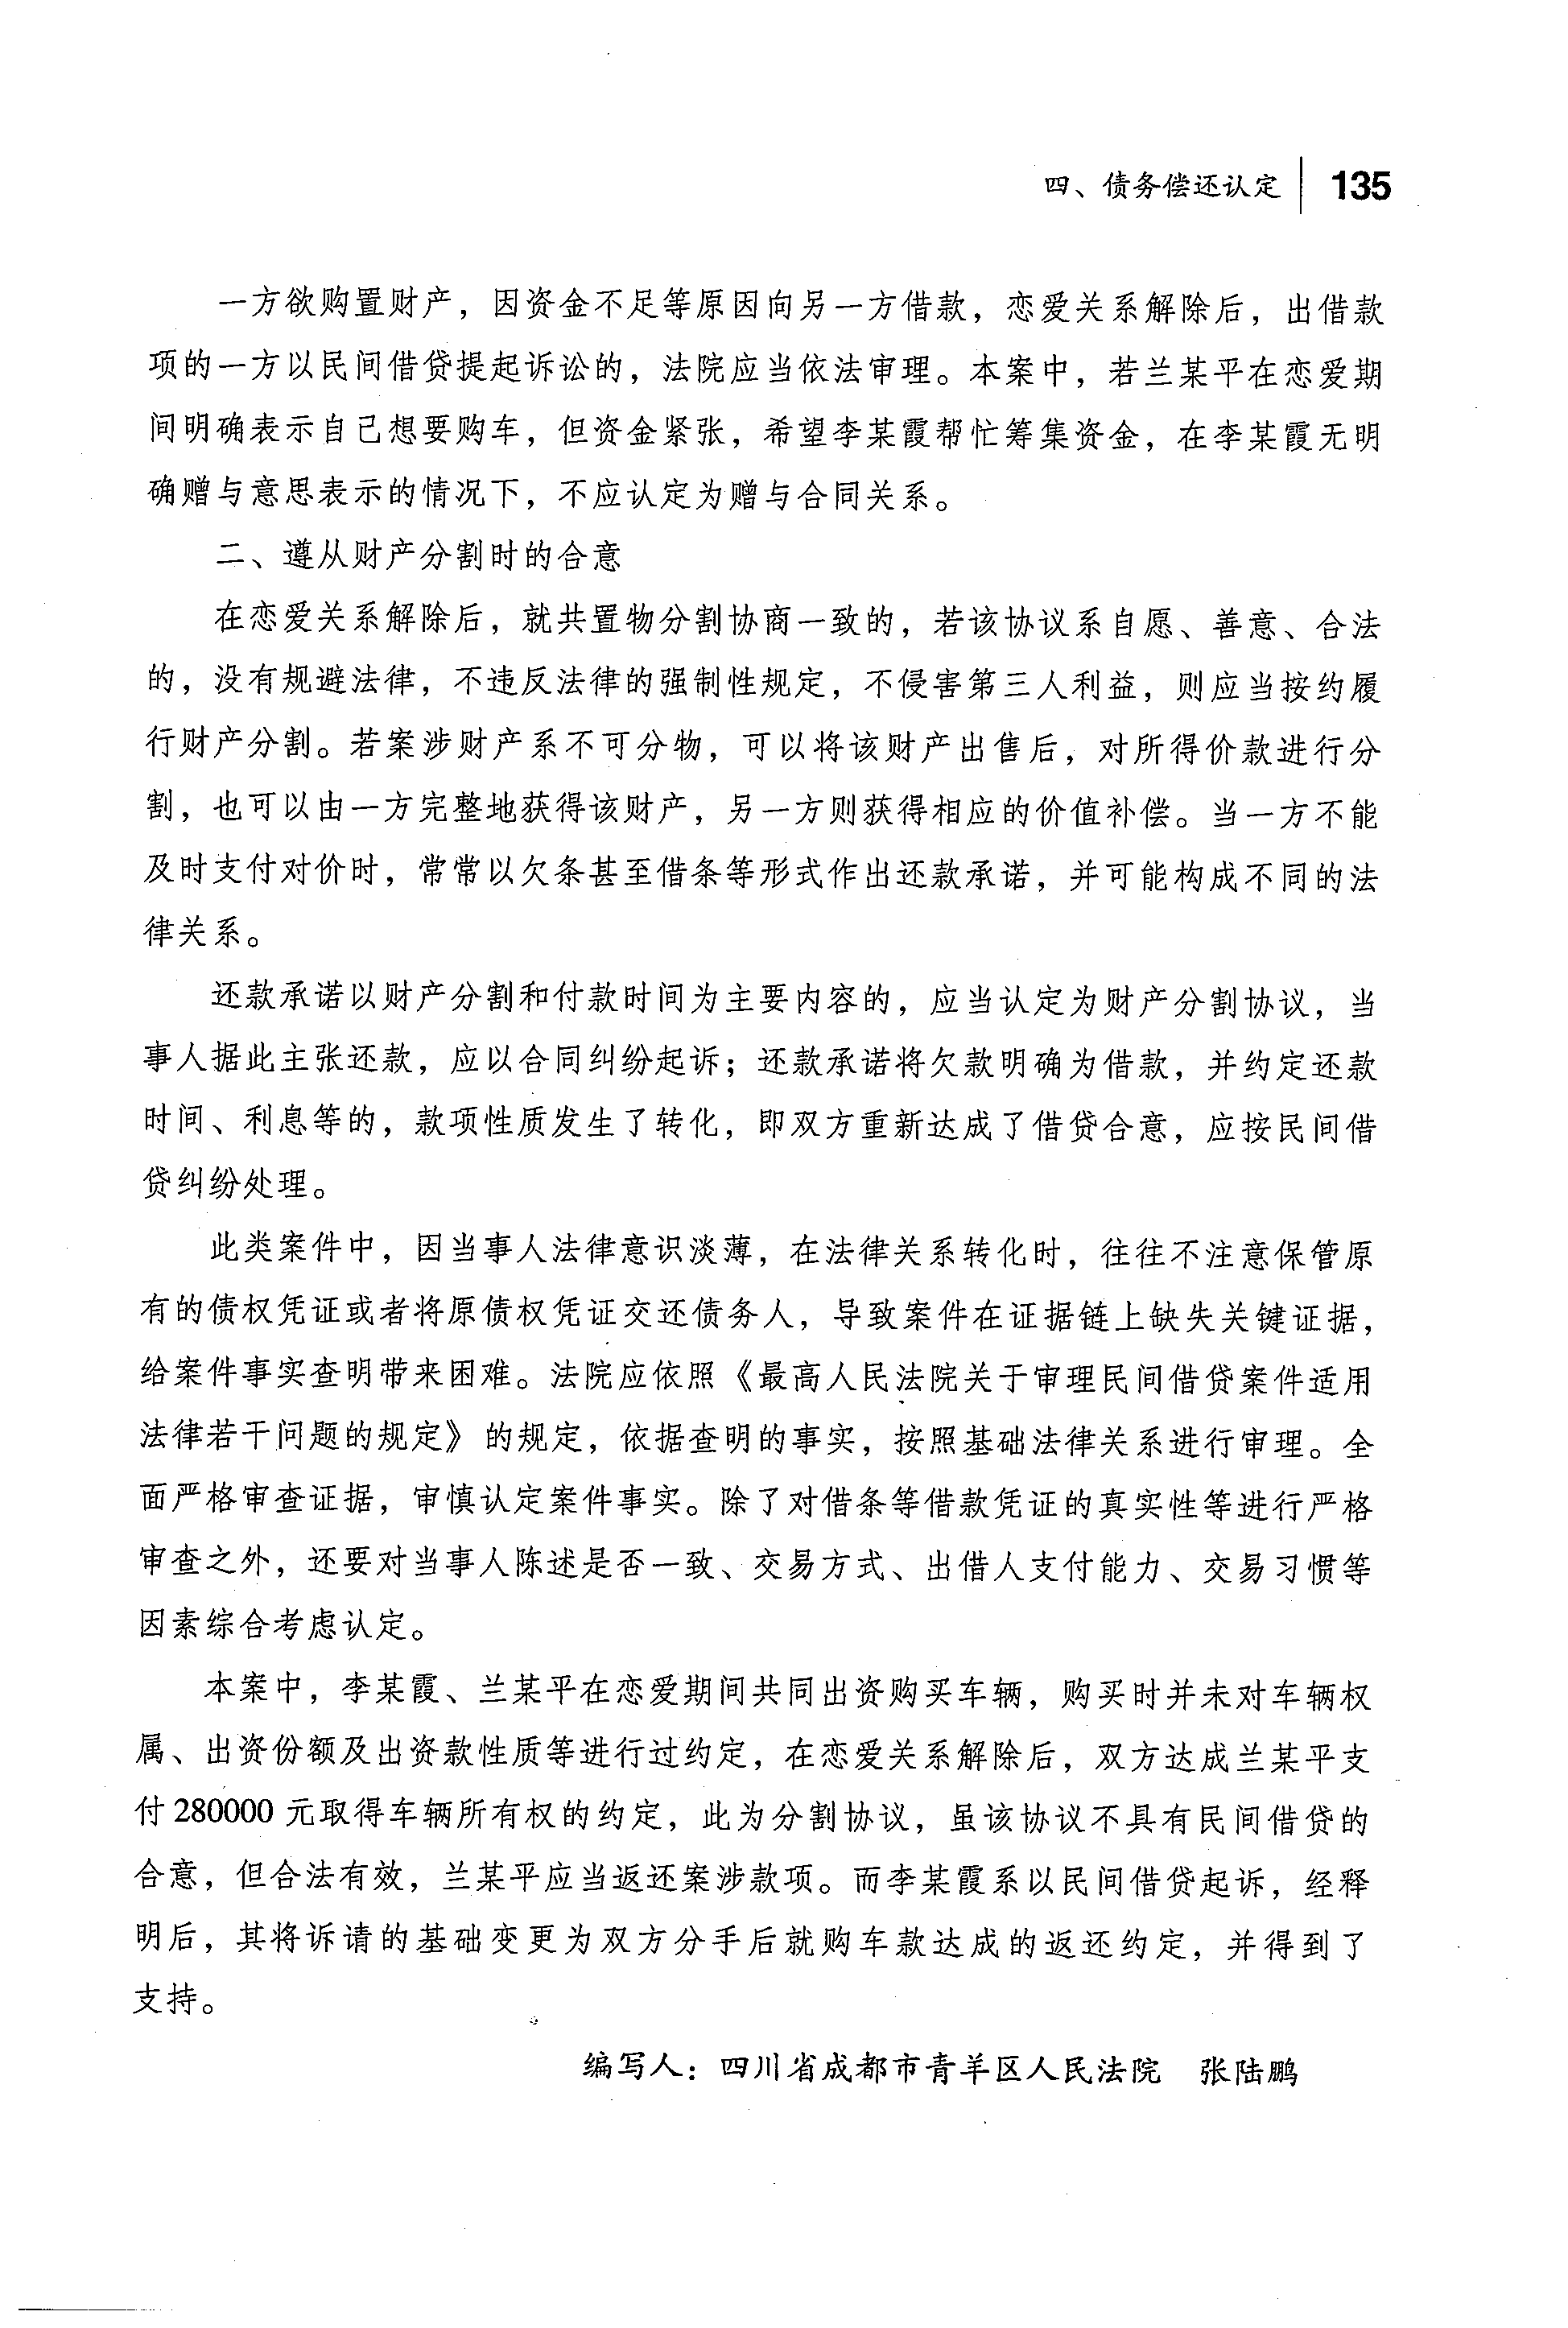 四、债务偿还认定 135
一方欲购置财产，因资金不足等原因向另一方借款，恋爱关系解除后，出借款
项的一方以民间借贷提起诉讼的，法院应当依法审理。本案中，若兰某平在恋爱期
间明确表示自己想要购车，但资金紧张，希望李某霞帮忙筹集资金，在李某霞无明
确赠与意思表示的情况下，不应认定为赠与合同关系。
二、遵从财产分割时的合意
在恋爱关系解除后，就共置物分割协商一致的，若该协议系自愿、善意、合法
的，没有规避法律，不违反法律的强制性规定，不侵害第三人利益，则应当按约履
行财产分割。若案涉财产系不可分物，可以将该财产出售后，对所得价款进行分
割，也可以由一方完整地获得该财产，另一方则获得相应的价值补偿。当一方不能
及时支付对价时，常常以欠条甚至借条等形式作出还款承诺，并可能构成不同的法
律关系。
还款承诺以财产分割和付款时间为主要内容的，应当认定为财产分割协议，当
事人据此主张还款，应以合同纠纷起诉；还款承诺将欠款明确为借款，并约定还款
时间、利息等的，款项性质发生了转化，即双方重新达成了借贷合意，应按民间借
贷纠纷处理。
此类案件中，因当事人法律意识淡薄，在法律关系转化时，往往不注意保管原
有的债权凭证或者将原债权凭证交还债务人，导致案件在证据链上缺失关键证据，
给案件事实查明带来困难。法院应依照《最高人民法院关于审理民间借贷案件适用
法律若干问题的规定》的规定，依据查明的事实，按照基础法律关系进行审理。全
面严格审查证据，审慎认定案件事实。除了对借条等借款凭证的真实性等进行严格
审查之外，还要对当事人陈述是否一致、交易方式、出借人支付能力、交易习惯等
因素综合考虑认定。
本案中，李某霞、兰某平在恋爱期间共同出资购买车辆，购买时并未对车辆权
属、出资份额及出资款性质等进行过约定，在恋爱关系解除后，双方达成兰某平支
付280000元取得车辆所有权的约定，此为分割协议，虽该协议不具有民间借贷的
合意，但合法有效，兰某平应当返还案涉款项。而李某霞系以民间借贷起诉，经释
明后，其将诉请的基础变更为双方分手后就购车款达成的返还约定，并得到了
支持。
编写人：四川省成都市青羊区人民法院 张陆鹏